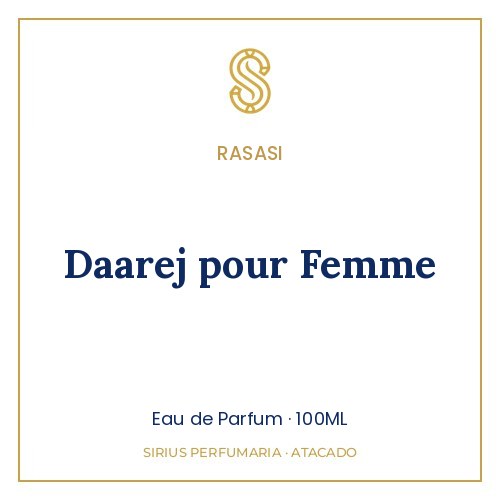 RASASI
Daarej pour Femme
Eau de Parfum · 100ML
SIRIUS PERFUMARIA · ATACADO